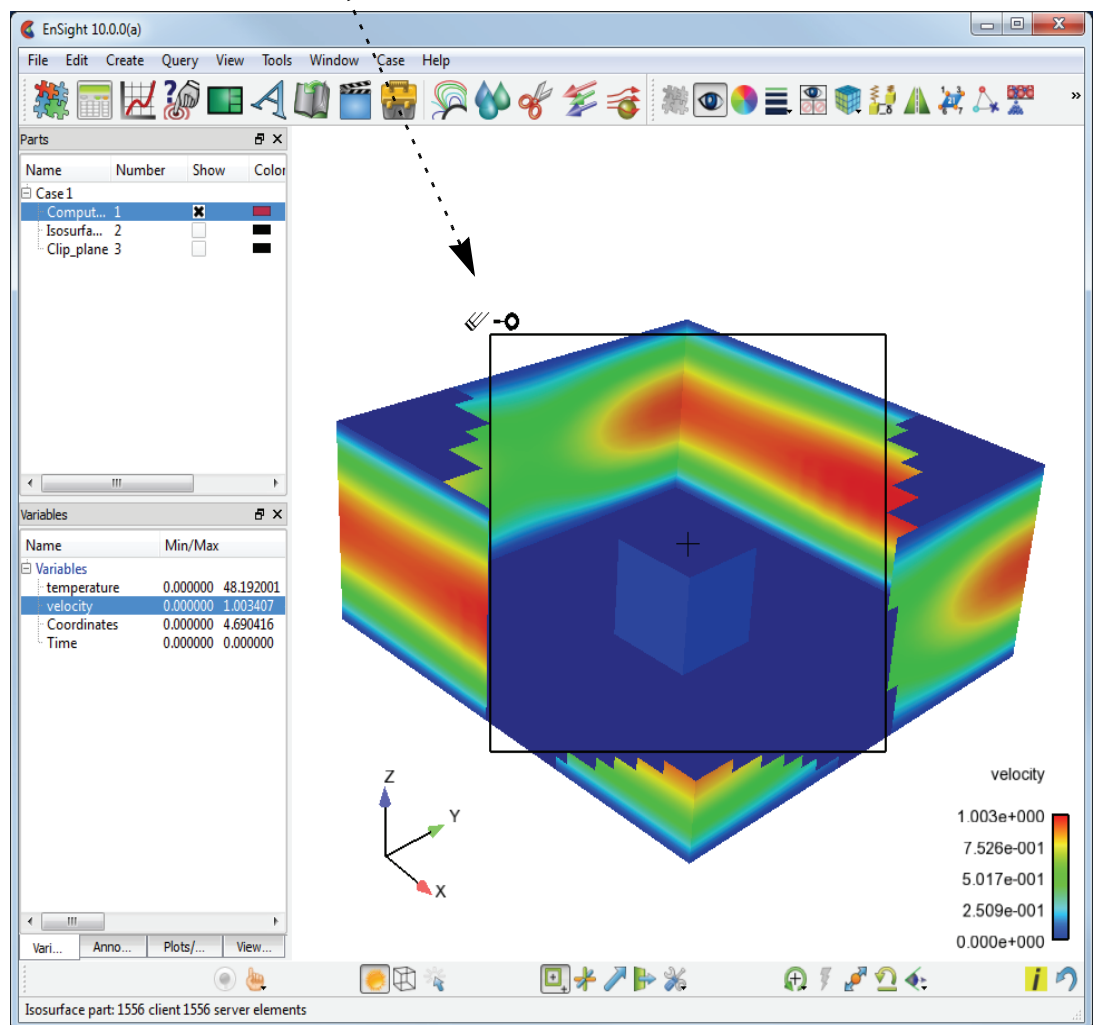 EnSight 10.0.0(a)
File Edit Create Query View Tools Window Case Help
»
Parts
Name Number Show Color
Case 1
Comput... 1
Isosurfa... 2
Clip_plane 3
Variables
Name Min/Max
Variables
temperature 0.000000 48.192001
velocity 0.000000 1.003407
Coordinates 0.000000 4.690416
Time 0.000000 0.000000
Vari... Anno... Plots/... View...
Z
Y
X
velocity
1.003e+000
7.526e-001
5.017e-001
2.509e-001
0.000e+000
Isosurface part: 1556 client 1556 server elements